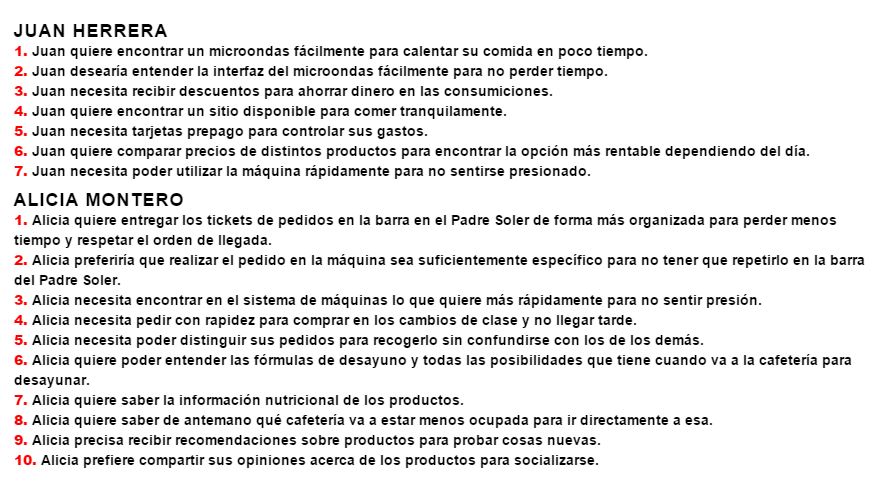 JUAN HERRERA
1. Juan quiere encontrar un microondas fácilmente para calentar su comida en poco tiempo.
2. Juan desearía entender la interfaz del microondas fácilmente para no perder tiempo.
3. Juan necesita recibir descuentos para ahorrar dinero en las consumiciones.
4. Juan quiere encontrar un sitio disponible para comer tranquilamente.
5. Juan necesita tarjetas prepago para controlar sus gastos.
6. Juan quiere comparar precios de distintos productos para encontrar la opción más rentable dependiendo del día.
7. Juan necesita poder utilizar la máquina rápidamente para no sentirse presionado.
ALICIA MONTERO
1. Alicia quiere entregar los tickets de pedidos en la barra en el Padre Soler de forma más organizada para perder menos
tiempo y respetar el orden de llegada.
2. Alicia preferiría que realizar el pedido en la máquina sea suficientemente específico para no tener que repetirlo en la barra
del Padre Soler.
3. Alicia necesita encontrar en el sistema de máquinas lo que quiere más rápidamente para no sentir presión.
4. Alicia necesita pedir con rapidez para comprar en los cambios de clase y no llegar tarde.
5. Alicia necesita poder distinguir sus pedidos para recogerlo sin confundirse con los de los demás.
6. Alicia quiere poder entender las fórmulas de desayuno y todas las posibilidades que tiene cuando va a la cafetería para
desayunar.
7. Alicia quiere saber la información nutricional de los productos.
8. Alicia quiere saber de antemano qué cafetería va a estar menos ocupada para ir directamente a esa.
9. Alicia precisa recibir recomendaciones sobre productos para probar cosas nuevas.
10. Alicia prefiere compartir sus opiniones acerca de los productos para socializarse.